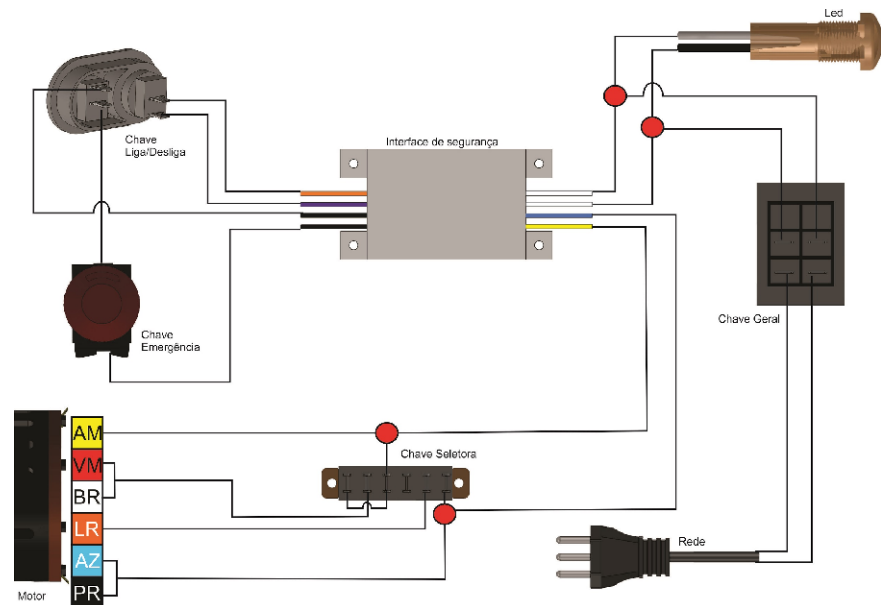 Led
Chave
Liga/Desliga
Interface de segurança
Chave
Emergência
Chave Geral
AM
VM
BR
LR
AZ
PR
Chave Seletora
Rede
Motor